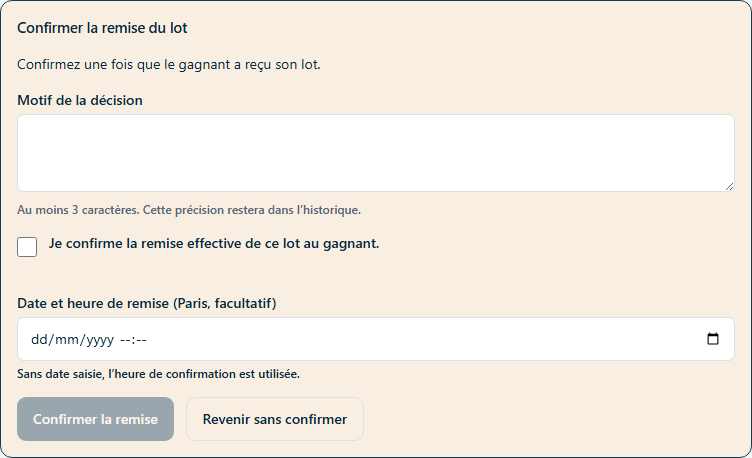 Confirmer la remise du lot
Confirmez une fois que le gagnant a reçu son lot.
Motif de la décision
Au moins 3 caractères. Cette précision restera dans l'historique.
Je confirme la remise effective de ce lot au gagnant.
Date et heure de remise (Paris, facultatif)
dd/mm/yyyy --:--
Sans date saisie, l'heure de confirmation est utilisée.
Confirmer la remise
Revenir sans confirmer